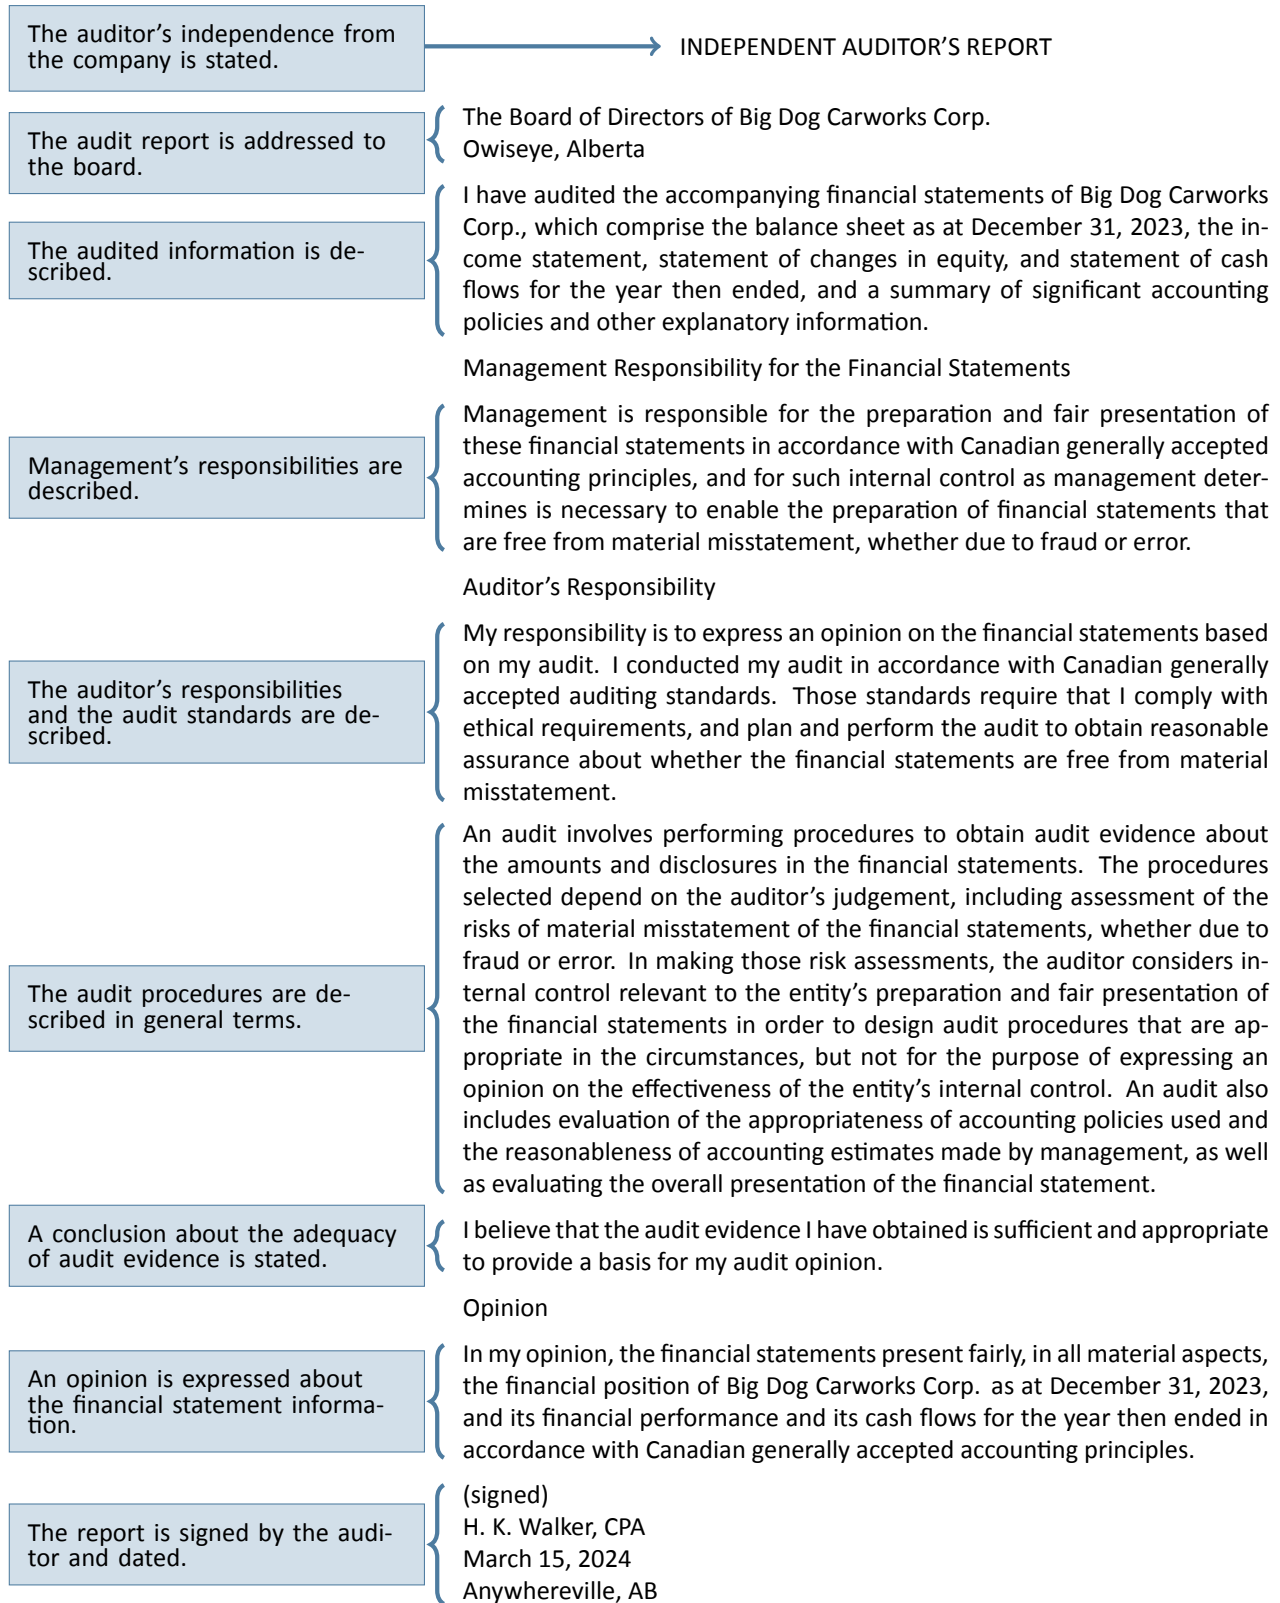 The auditor’s independence from
the company is stated.
INDEPENDENT AUDITOR’S REPORT
The audit report is addressed to
the board.
The Board of Directors of Big Dog Carworks Corp.
Owiseye, Alberta
The audited information is de-
scribed.
I have audited the accompanying financial statements of Big Dog Carworks
Corp., which comprise the balance sheet as at December 31, 2023, the in-
come statement, statement of changes in equity, and statement of cash
flows for the year then ended, and a summary of significant accounting
policies and other explanatory information.
Management Responsibility for the Financial Statements
Management’s responsibilities are
described.
Management is responsible for the preparation and fair presentation of
these financial statements in accordance with Canadian generally accepted
accounting principles, and for such internal control as management deter-
mines is necessary to enable the preparation of financial statements that
are free from material misstatement, whether due to fraud or error.
Auditor’s Responsibility
The auditor’s responsibilities
and the audit standards are de-
scribed.
My responsibility is to express an opinion on the financial statements based
on my audit. I conducted my audit in accordance with Canadian generally
accepted auditing standards. Those standards require that I comply with
ethical requirements, and plan and perform the audit to obtain reasonable
assurance about whether the financial statements are free from material
misstatement.
The audit procedures are de-
scribed in general terms.
An audit involves performing procedures to obtain audit evidence about
the amounts and disclosures in the financial statements. The procedures
selected depend on the auditor’s judgement, including assessment of the
risks of material misstatement of the financial statements, whether due to
fraud or error. In making those risk assessments, the auditor considers in-
ternal control relevant to the entity’s preparation and fair presentation of
the financial statements in order to design audit procedures that are ap-
propriate in the circumstances, but not for the purpose of expressing an
opinion on the effectiveness of the entity’s internal control. An audit also
includes evaluation of the appropriateness of accounting policies used and
the reasonableness of accounting estimates made by management, as well
as evaluating the overall presentation of the financial statement.
A conclusion about the adequacy
of audit evidence is stated.
I believe that the audit evidence I have obtained is sufficient and appropriate
to provide a basis for my audit opinion.
Opinion
An opinion is expressed about
the financial statement informa-
tion.
In my opinion, the financial statements present fairly, in all material aspects,
the financial position of Big Dog Carworks Corp. as at December 31, 2023,
and its financial performance and its cash flows for the year then ended in
accordance with Canadian generally accepted accounting principles.
The report is signed by the audi-
tor and dated.
(signed)
H. K. Walker, CPA
March 15, 2024
Anywhereville, AB